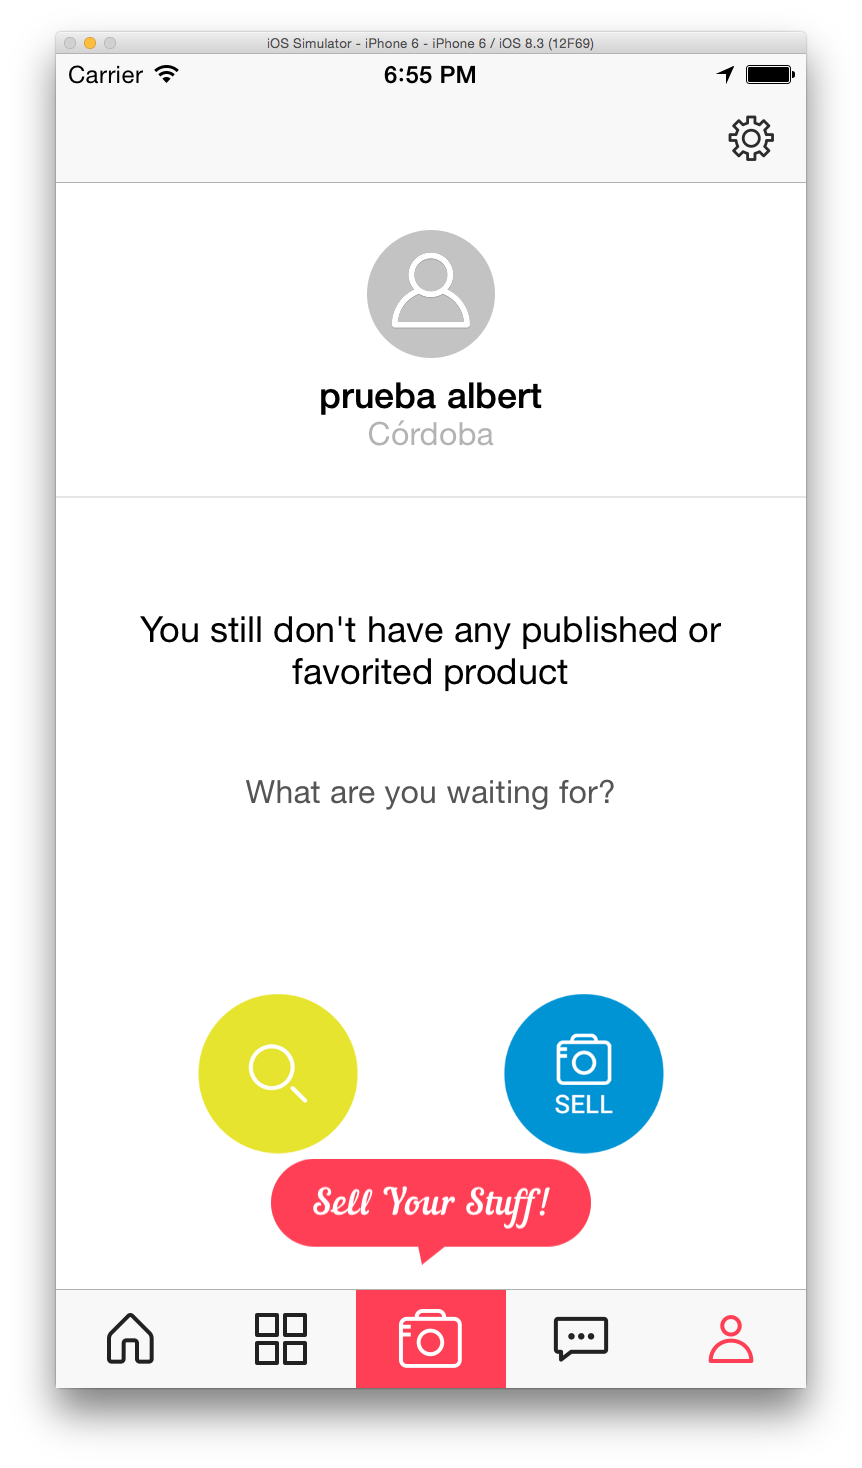 iOS Simulator - iPhone 6 - iPhone 6 / iOS 8.3 (12F69)
Carrier 6:55 PM
prueba albert
Córdoba
You still don't have any published or
favorited product
What are you waiting for?
SELL
Sell Your Stuff!